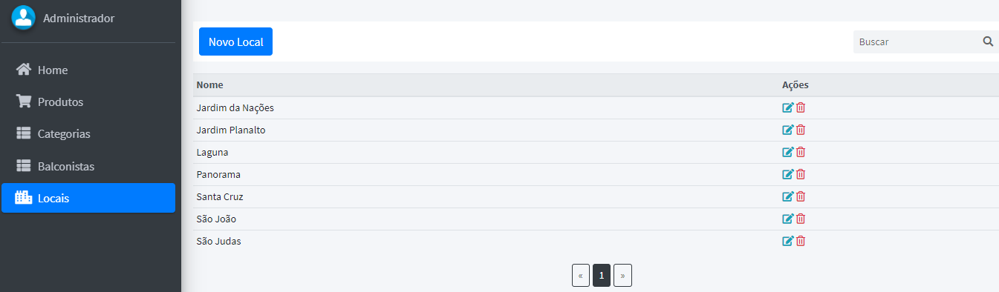 Administrador
Home
Produtos
Categorias
Balconistas
Locais
Novo Local
Buscar
Nome Ações
Jardim da Nações
Jardim Planalto
Laguna
Panorama
Santa Cruz
São João
São Judas
« 1 »